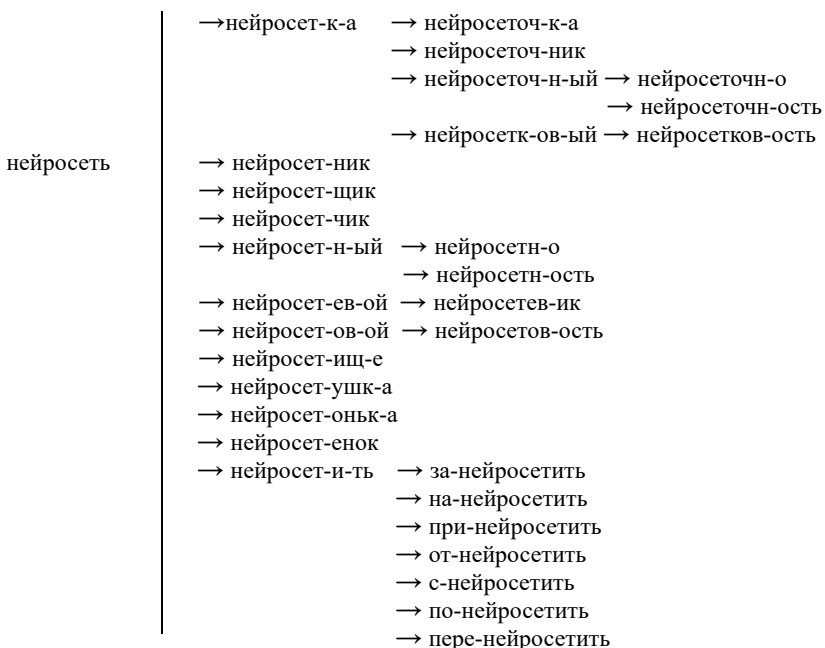 →нейросет-к-а → нейросеточ-к-а
→ нейросеточ-ник
→ нейросеточ-н-ый → нейросеточн-о
→ нейросеточн-ость
→ нейросетк-ов-ый → нейросетков-ость
нейросеть → нейросет-ник
→ нейросет-щик
→ нейросет-чик
→ нейросет-н-ый → нейросетн-о
→ нейросетн-ость
→ нейросет-ев-ой → нейросетев-ик
→ нейросет-ов-ой → нейросетов-ость
→ нейросет-ищ-е
→ нейросет-ушк-а
→ нейросет-оньк-а
→ нейросет-енок
→ нейросет-и-ть → за-нейросетить
→ на-нейросетить
→ при-нейросетить
→ от-нейросетить
→ с-нейросетить
→ по-нейросетить
→ пере-нейросетить